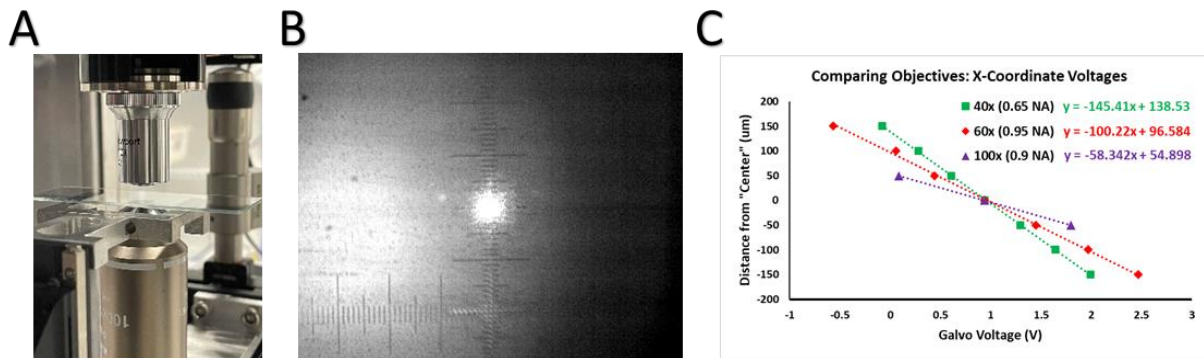 A
B
C
Comparing Objectives: X-Coordinate Voltages
200
150
100
50
0
-50
-100
-150
-200
Distance from "Center" (um)
40x (0.65 NA) y = -145.41x + 138.53
60x (0.95 NA) y = -100.22x + 96.584
100x (0.9 NA) y = -58.342x + 54.898
-1 -0.5 0 0.5 1 1.5 2 2.5 3
Galvo Voltage (V)